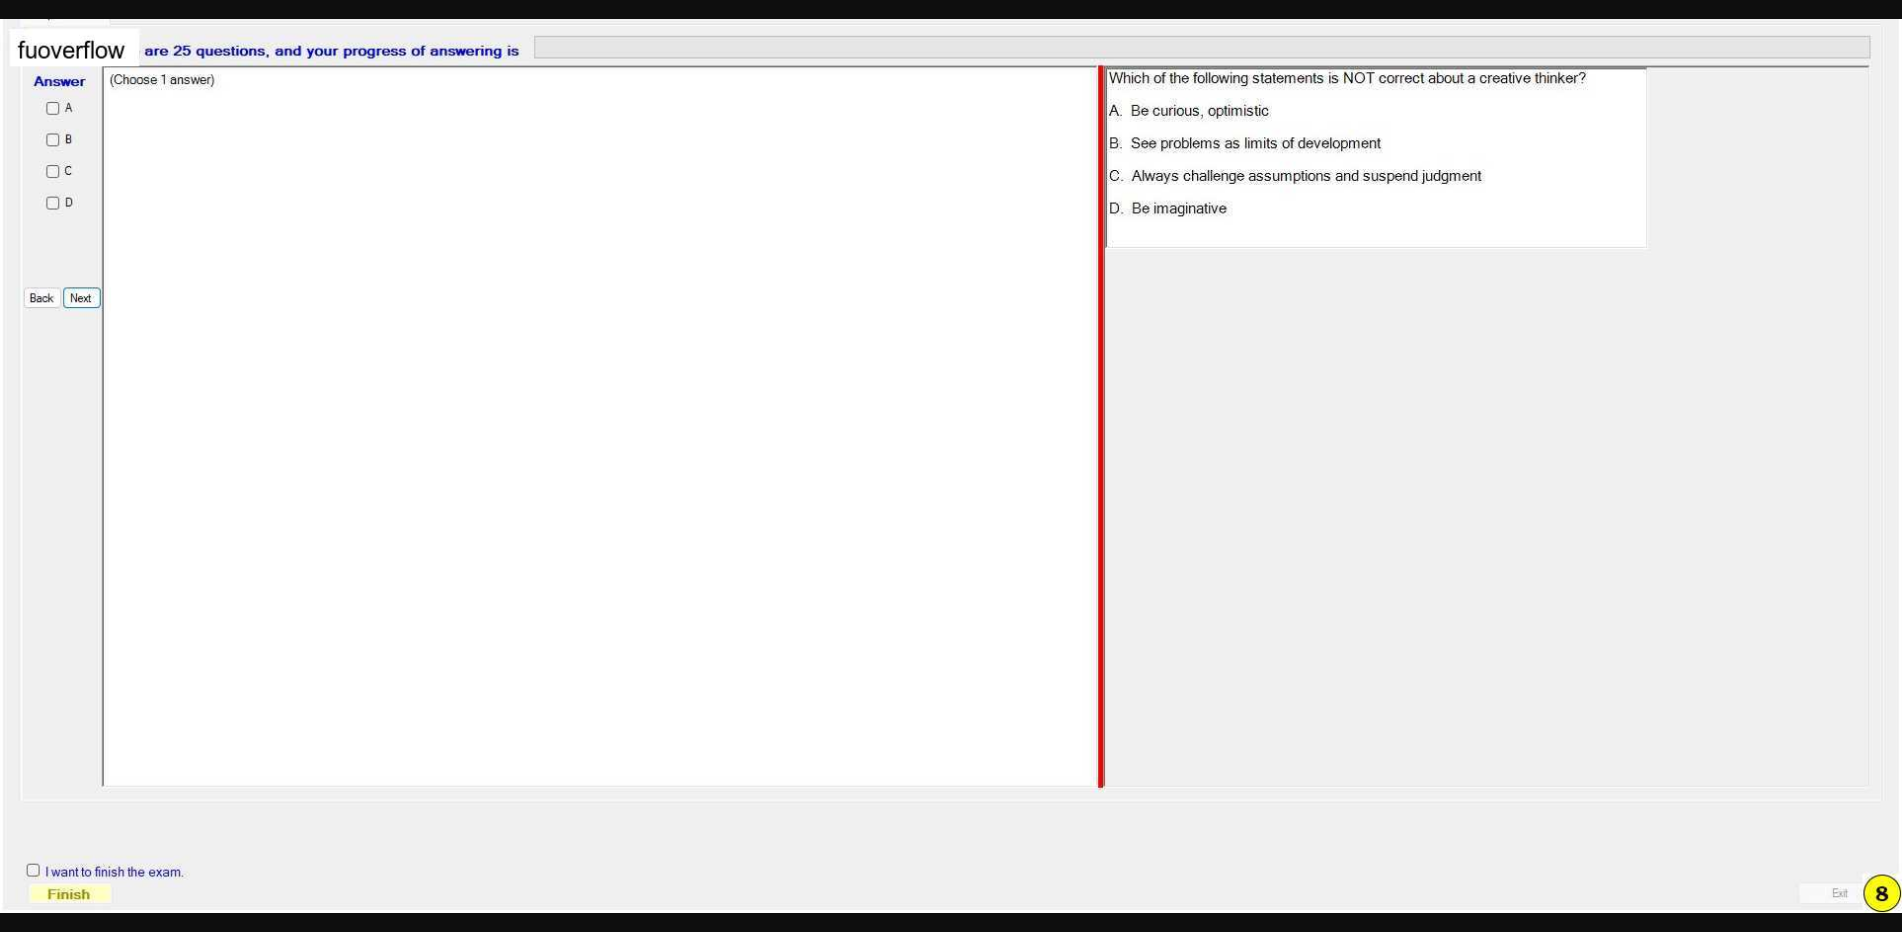 fuoverflow are 25 questions, and your progress of answering is
Answer
(Choose 1 answer)
A
B
C
D
Back Next
Which of the following statements is NOT correct about a creative thinker?
A. Be curious, optimistic
B. See problems as limits of development
C. Always challenge assumptions and suspend judgment
D. Be imaginative
I want to finish the exam.
Finish
Exit 8